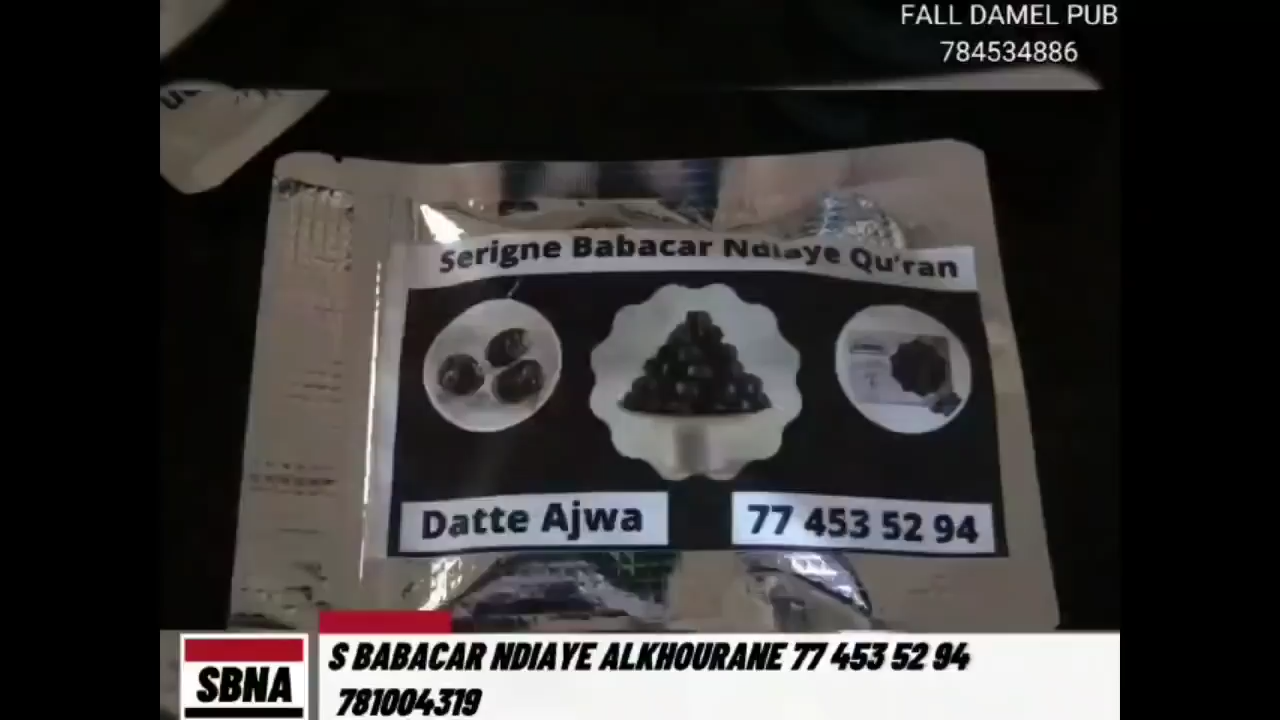 FALL DAMEL PUB
784534886
Serigne Babacar Ndiaye Qu'ran
Datte Ajwa
77 453 52 94
SBNA
S BABACAR NDIAYE ALKHOURANE 77 453 52 94
781004319